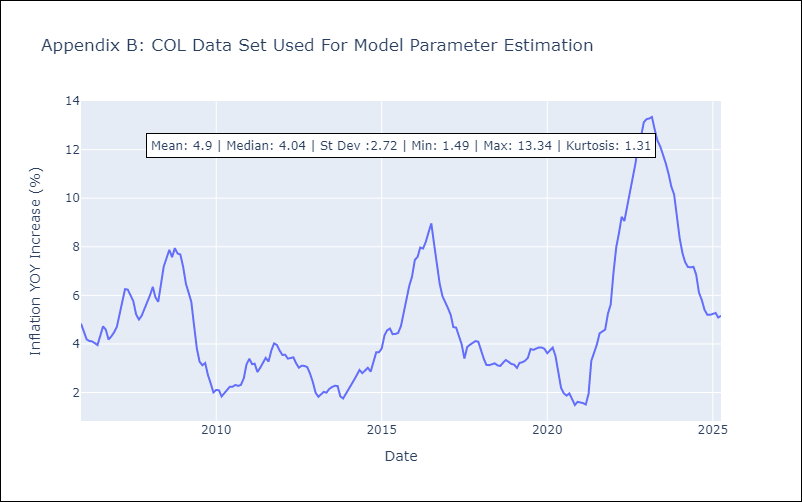 Appendix B: COL Data Set Used For Model Parameter Estimation
14
Mean: 4.9 | Median: 4.04 | St Dev :2.72 | Min: 1.49 | Max: 13.34 | Kurtosis: 1.31
12
10
8
6
4
2
Inflation YOY Increase (%)
2010
2015
2020
2025
Date